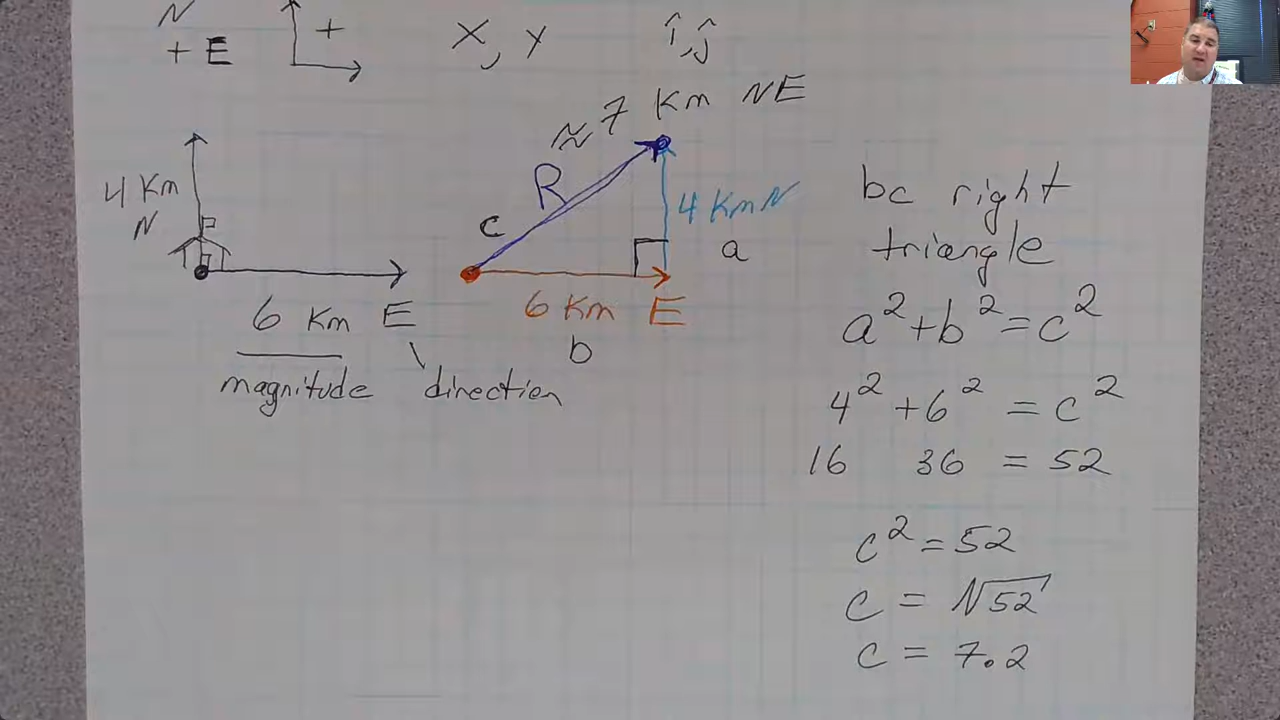 N
+ E
+
x, y
î, ĵ
≈ 7 Km NE
4 Km
N
6 Km E
magnitude direction
R
c
4 Km N
a
6 Km E
b
bc right
triangle
a² + b² = c²
4² + 6² = c²
16 36 = 52
c² = 52
c = √52
c = 7.2